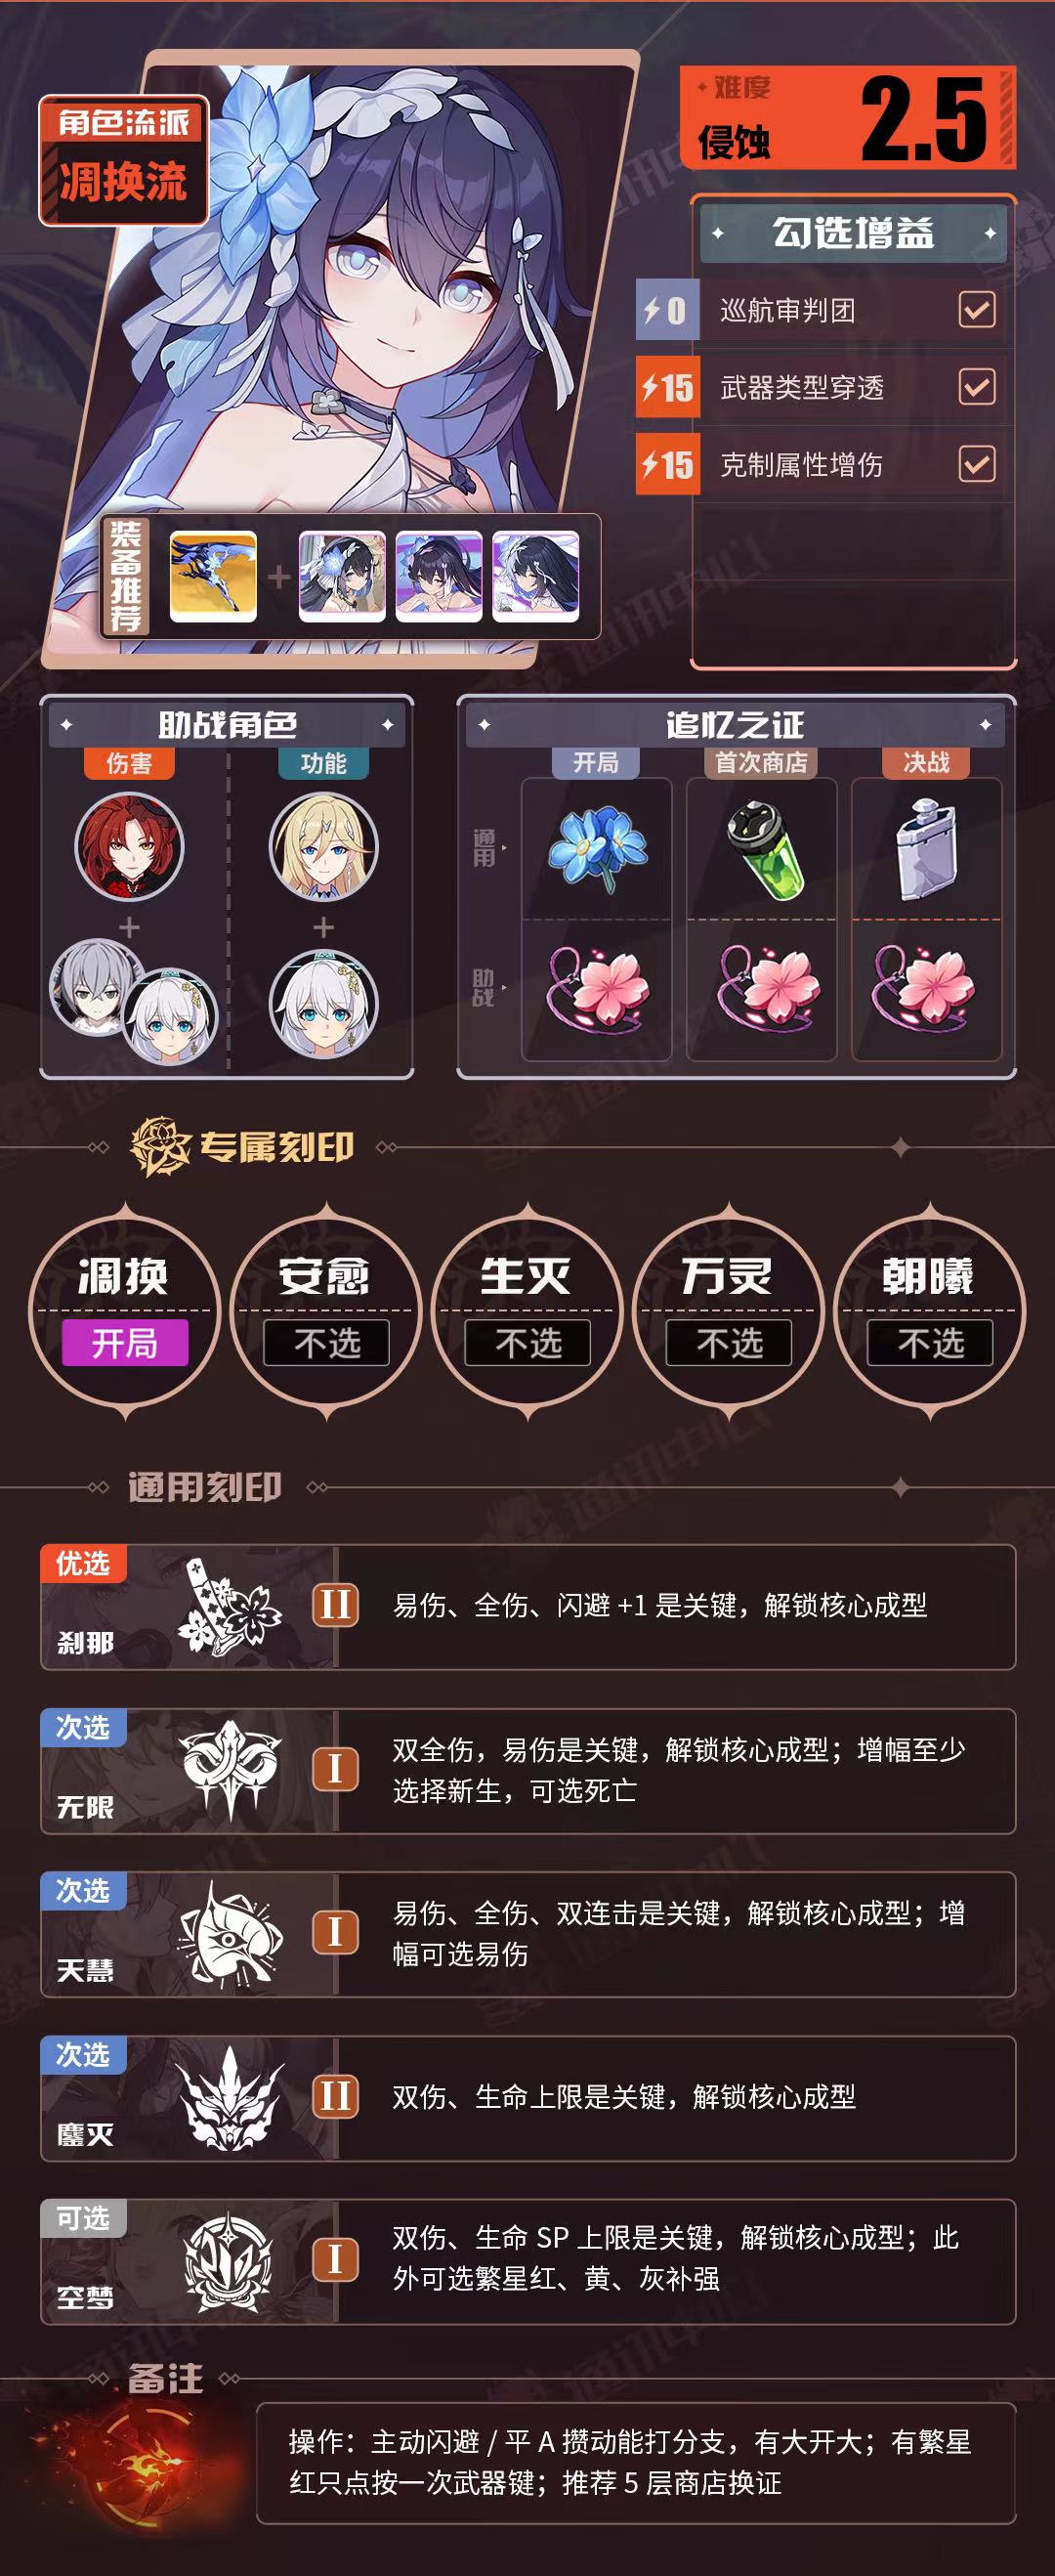 角色流派
凋换流
难度
侵蚀
2.5
勾选增益
0 巡航审判团
15 武器类型穿透
15 克制属性增伤
装备推荐
助战角色
伤害
功能
追忆之证
开局
首次商店
决战
通用
助战
专属刻印
凋换
开局
安愈
不选
生灭
不选
万灵
不选
朝曦
不选
通用刻印
优选
刹那
II
易伤、全伤、闪避 +1 是关键，解锁核心成型
次选
无限
I
双全伤，易伤是关键，解锁核心成型；增幅至少
选择新生，可选死亡
次选
天慧
I
易伤、全伤、双连击是关键，解锁核心成型；增
幅可选易伤
次选
鏖灭
II
双伤、生命上限是关键，解锁核心成型
可选
空梦
I
双伤、生命 SP 上限是关键，解锁核心成型；此
外可选繁星红、黄、灰补强
备注
操作：主动闪避 / 平 A 攒动能打分支，有大开大；有繁星
红只点按一次武器键；推荐 5 层商店换证